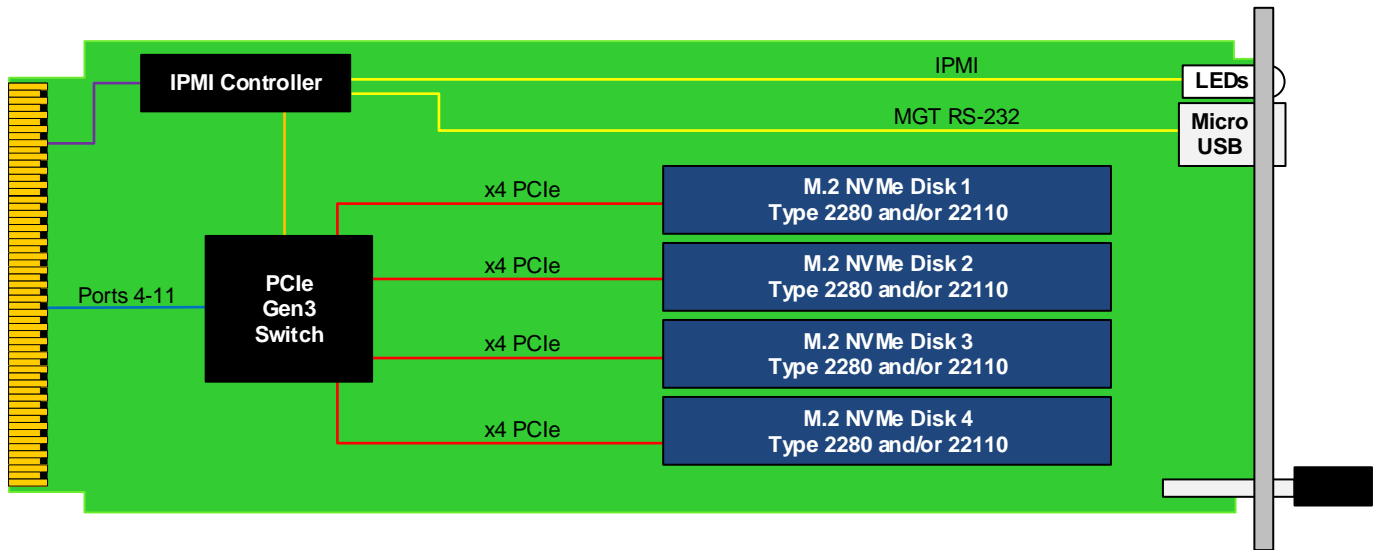 IPMI Controller
IPMI
LEDs
MGT RS-232
Micro
USB
x4 PCIe
M.2 NVMe Disk 1
Type 2280 and/or 22110
x4 PCIe
M.2 NVMe Disk 2
Type 2280 and/or 22110
Ports 4-11
PCIe
Gen3
Switch
x4 PCIe
M.2 NVMe Disk 3
Type 2280 and/or 22110
x4 PCIe
M.2 NVMe Disk 4
Type 2280 and/or 22110